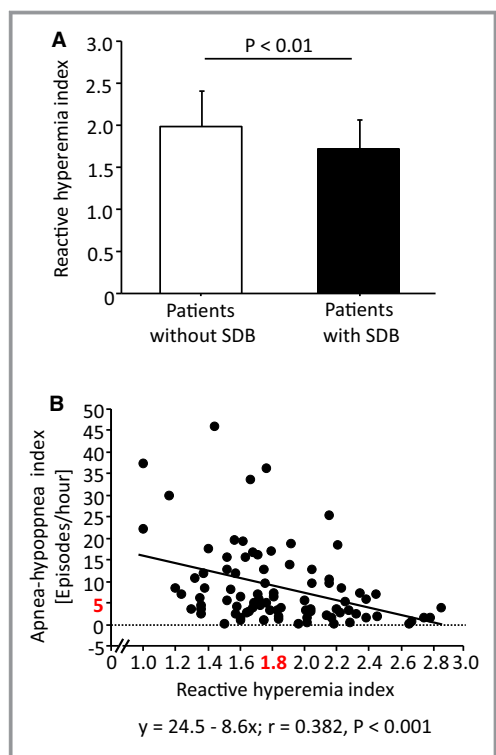 A
Reactive hyperemia index
3.0
2.5
2.0
1.5
1.0
0.5
0
P < 0.01
Patients
without SDB
Patients
with SDB
B
Apnea-hypoppnea index
[Episodes/hour]
50
45
40
35
30
25
20
15
10
5
0
-5
0 1.0 1.2 1.4 1.6 1.8 2.0 2.2 2.4 2.6 2.8 3.0
Reactive hyperemia index
y = 24.5 - 8.6x; r = 0.382, P < 0.001